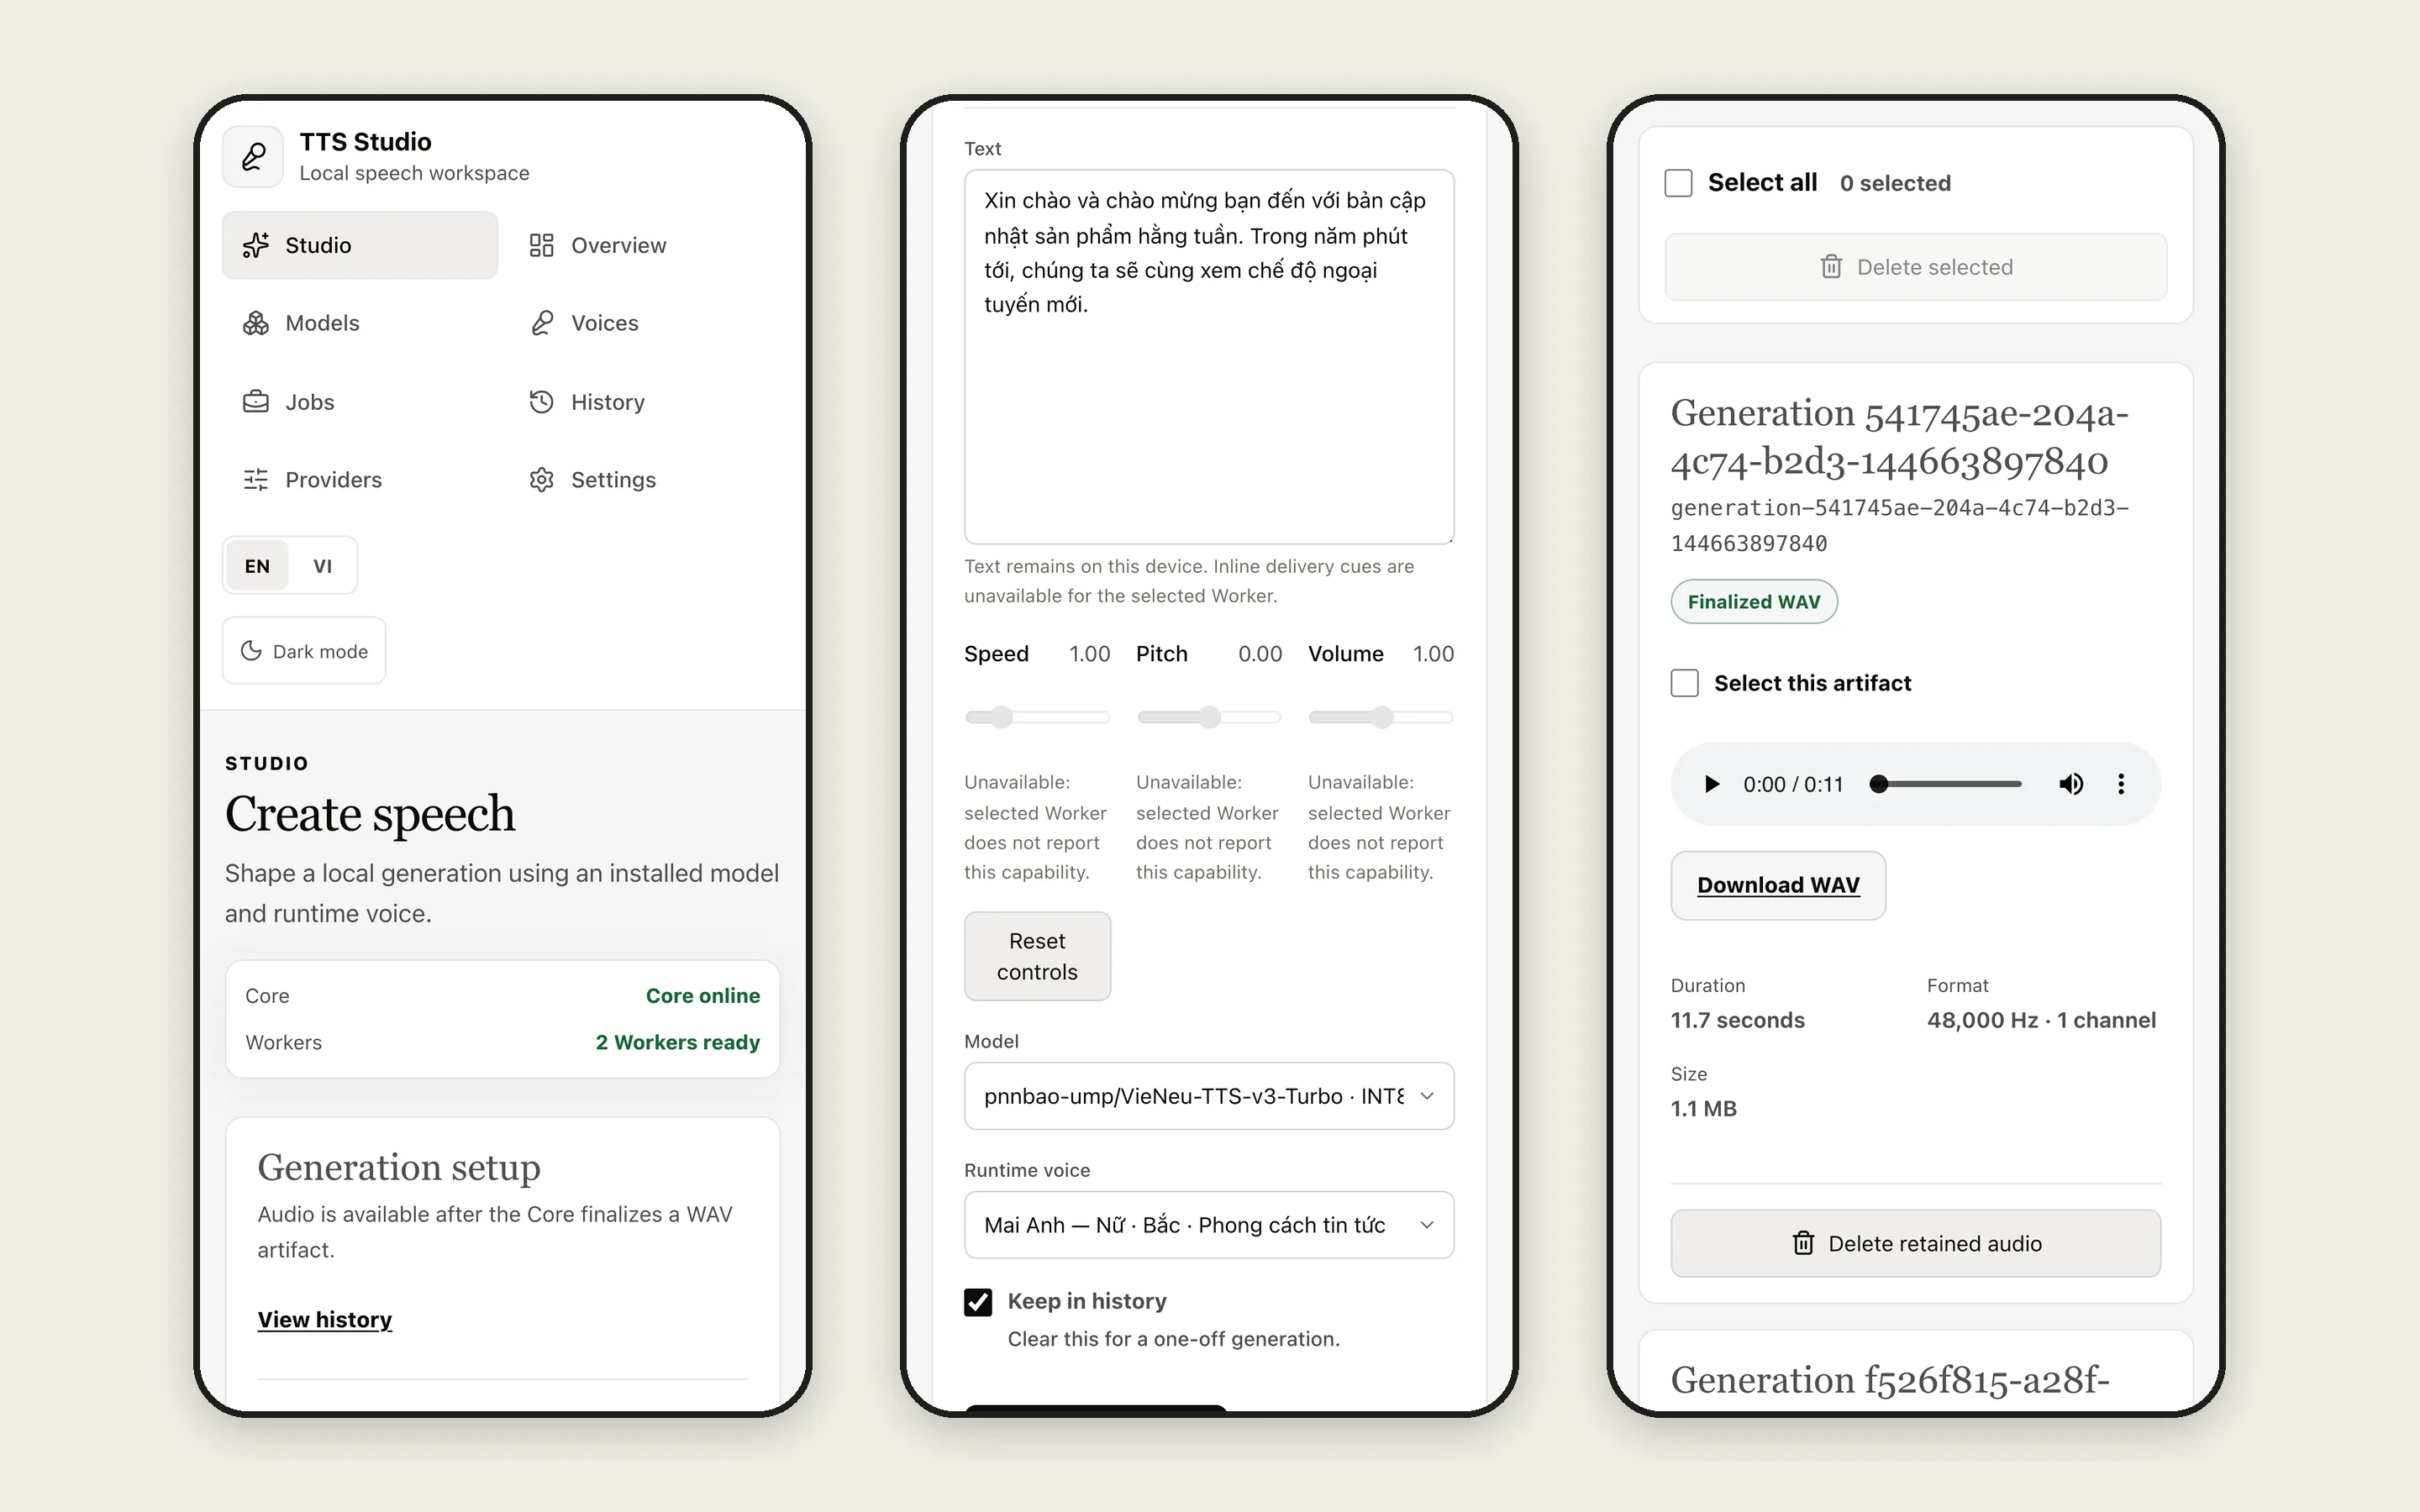 TTS Studio
Local speech workspace
Studio
Overview
Models
Voices
Jobs
History
Providers
Settings
EN
VI
Dark mode
STUDIO
Create speech
Shape a local generation using an installed model
and runtime voice.
Core
Core online
Workers
2 Workers ready
Generation setup
Audio is available after the Core finalizes a WAV
artifact.
View history
Text
Xin chào và chào mừng bạn đến với bản cập
nhật sản phẩm hằng tuần. Trong năm phút
tới, chúng ta sẽ cùng xem chế độ ngoại
tuyến mới.
Text remains on this device. Inline delivery cues are
unavailable for the selected Worker.
Speed 1.00
Pitch 0.00
Volume 1.00
Unavailable:
selected Worker
does not report
this capability.
Unavailable:
selected Worker
does not report
this capability.
Unavailable:
selected Worker
does not report
this capability.
Reset
controls
Model
pnnbao-ump/VieNeu-TTS-v3-Turbo · INT8
Runtime voice
Mai Anh — Nữ · Bắc · Phong cách tin tức
Keep in history
Clear this for a one-off generation.
Select all 0 selected
Delete selected
Generation 541745ae-204a-
4c74-b2d3-144663897840
generation-541745ae-204a-4c74-b2d3-
144663897840
Finalized WAV
Select this artifact
0:00 / 0:11
Download WAV
Duration
11.7 seconds
Format
48,000 Hz · 1 channel
Size
1.1 MB
Delete retained audio
Generation f526f815-a28f-